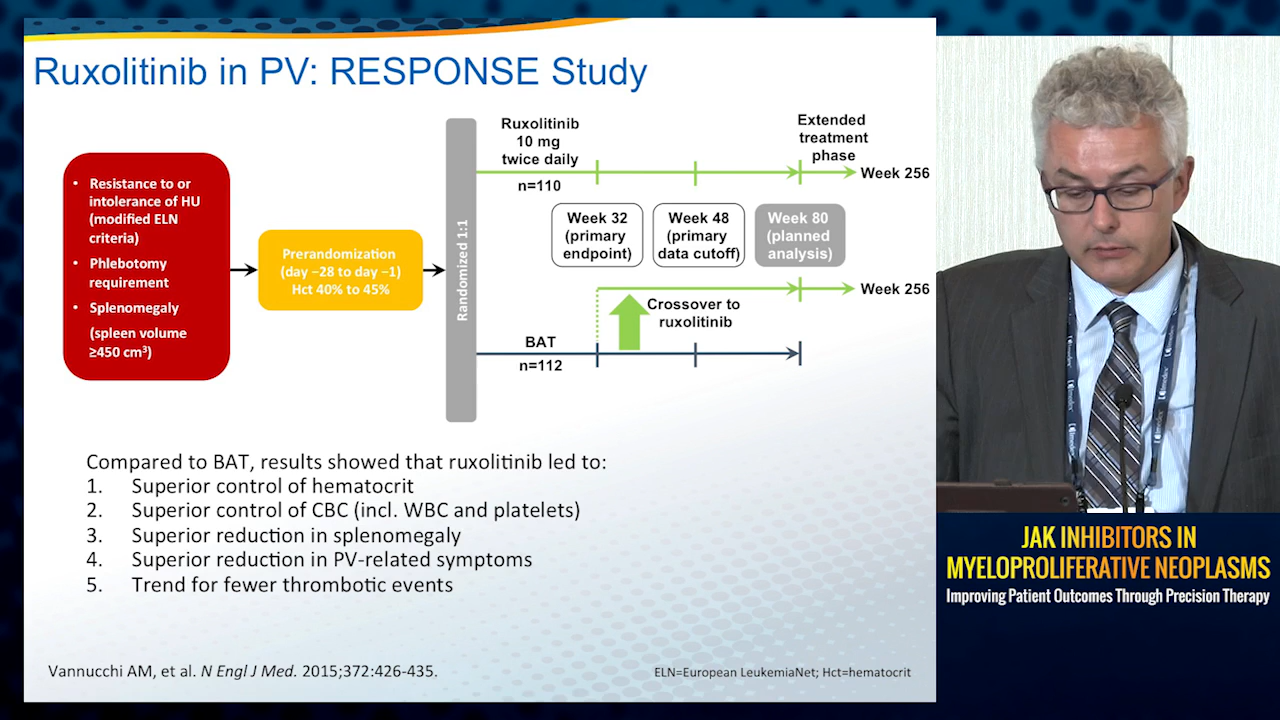 Ruxolitinib in PV: RESPONSE Study
• Resistance to or
intolerance of HU
(modified ELN
criteria)
• Phlebotomy
requirement
• Splenomegaly
(spleen volume
≥450 cm³)
Prerandomization
(day –28 to day –1)
Hct 40% to 45%
Randomized 1:1
Ruxolitinib
10 mg
twice daily
n=110
Extended
treatment
phase
Week 256
Week 32
(primary
endpoint)
Week 48
(primary
data cutoff)
Week 80
(planned
analysis)
Week 256
Crossover to
ruxolitinib
BAT
n=112
Compared to BAT, results showed that ruxolitinib led to:
1. Superior control of hematocrit
2. Superior control of CBC (incl. WBC and platelets)
3. Superior reduction in splenomegaly
4. Superior reduction in PV-related symptoms
5. Trend for fewer thrombotic events
Vannucchi AM, et al. N Engl J Med. 2015;372:426-435.
ELN=European LeukemiaNet; Hct=hematocrit
JAK INHIBITORS IN
MYELOPROLIFERATIVE NEOPLASMS
Improving Patient Outcomes Through Precision Therapy